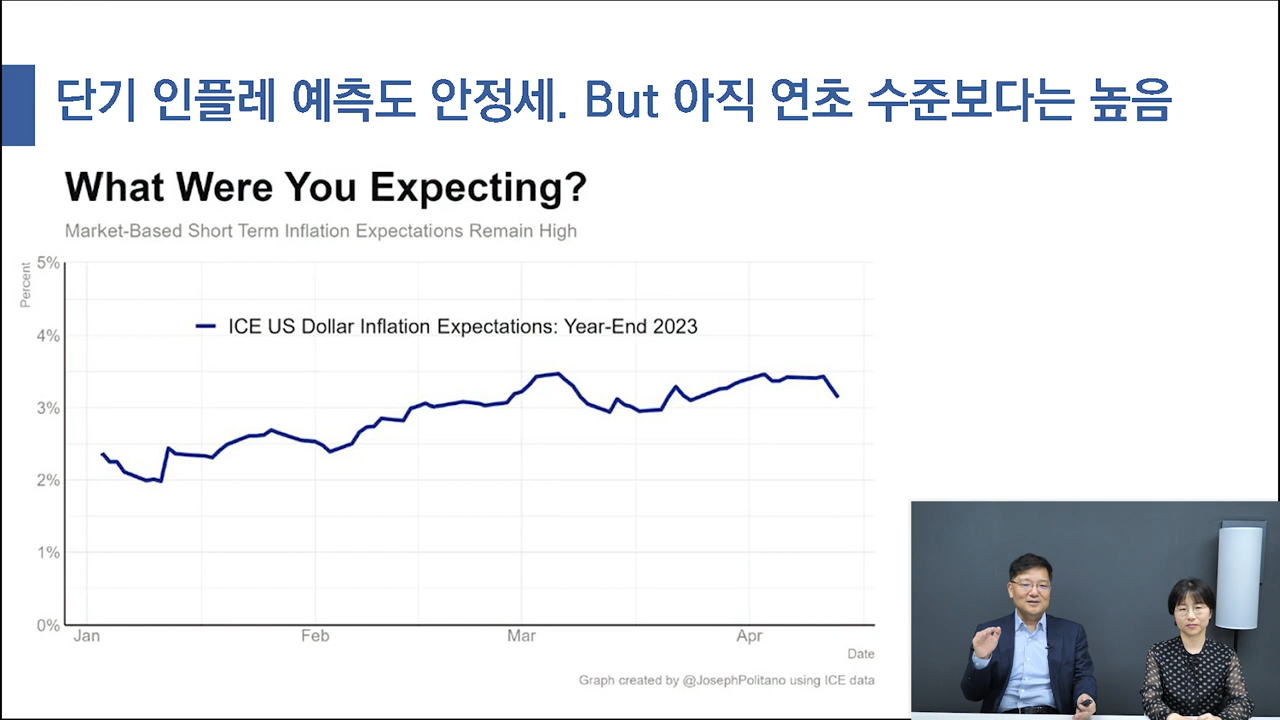 단기 인플레 예측도 안정세. But 아직 연초 수준보다는 높음
What Were You Expecting?
Market-Based Short Term Inflation Expectations Remain High
Percent
5%
ICE US Dollar Inflation Expectations: Year-End 2023
4%
3%
2%
1%
0%
Jan Feb Mar Apr
Date
Graph created by @JosephPolitano using ICE data